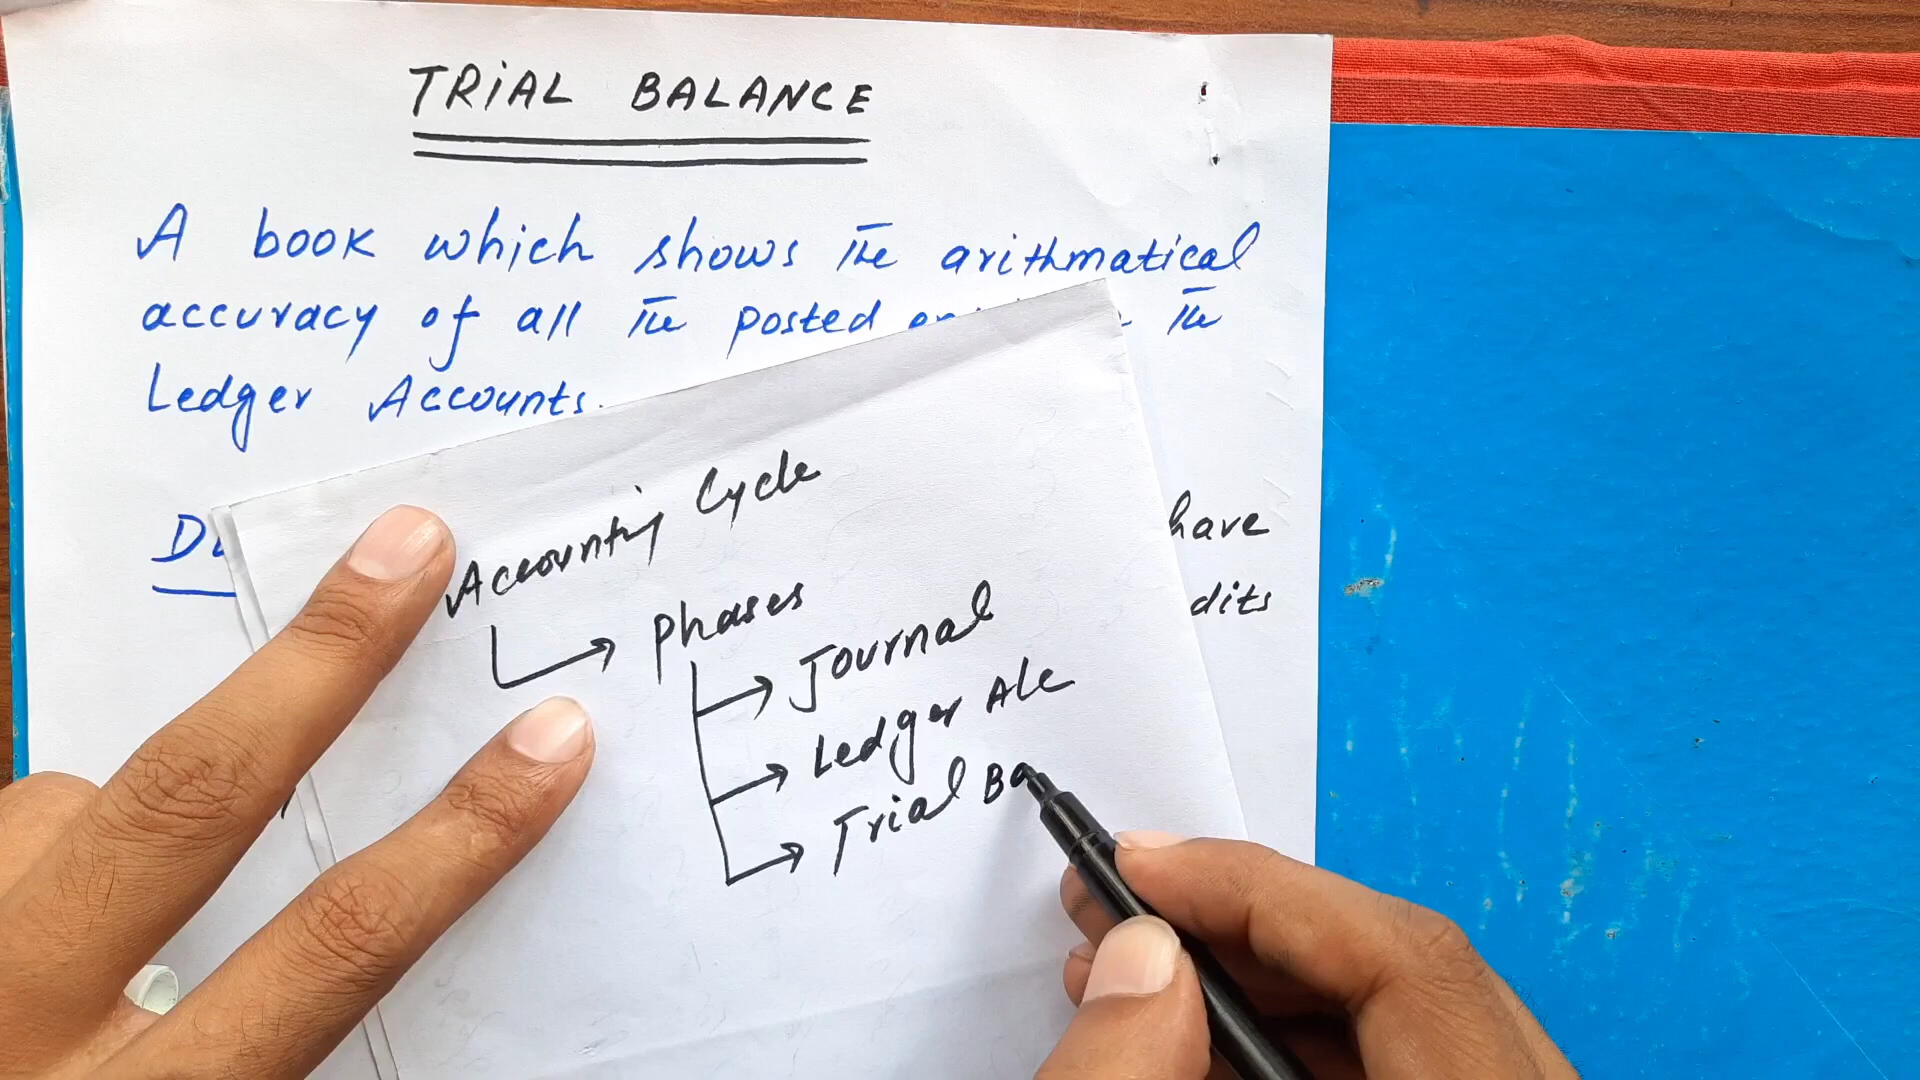 TRIAL BALANCE
A book which shows the arithmatical
accuracy of all the posted the
Ledger Accounts.
have
dits
Accounting Cycle
Phases
Journal
Ledger A/c
Trial Ba